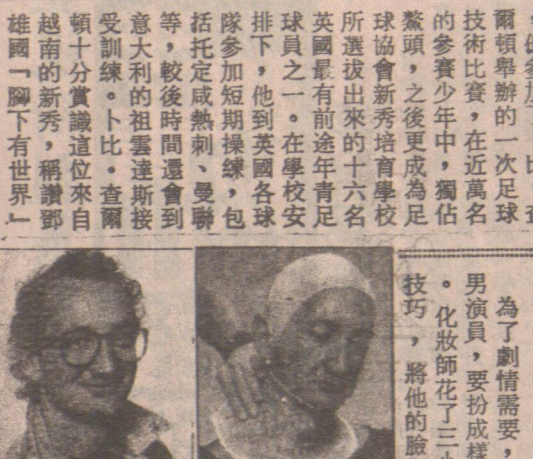 爾頓舉辦的一次足球
技術比賽，在近萬名
的參賽少年中，獨佔
鰲頭，之後更成為足
球協會新秀培育學校
所選拔出來的十六名
英國最有前途年青足
球員之一。在學校安
排下，他到英國各球
隊參加短期操練，包
括托定咸熱刺、曼聯
等，較後時間還會到
意大利的祖雲達斯接
受訓練。卜比·查爾
頓十分賞識這位來自
越南的新秀，稱讚鄧
雄國「腳下有世界」
為了劇情需要，
男演員，要扮成樣
。化妝師花了三小
技巧，將他的臉